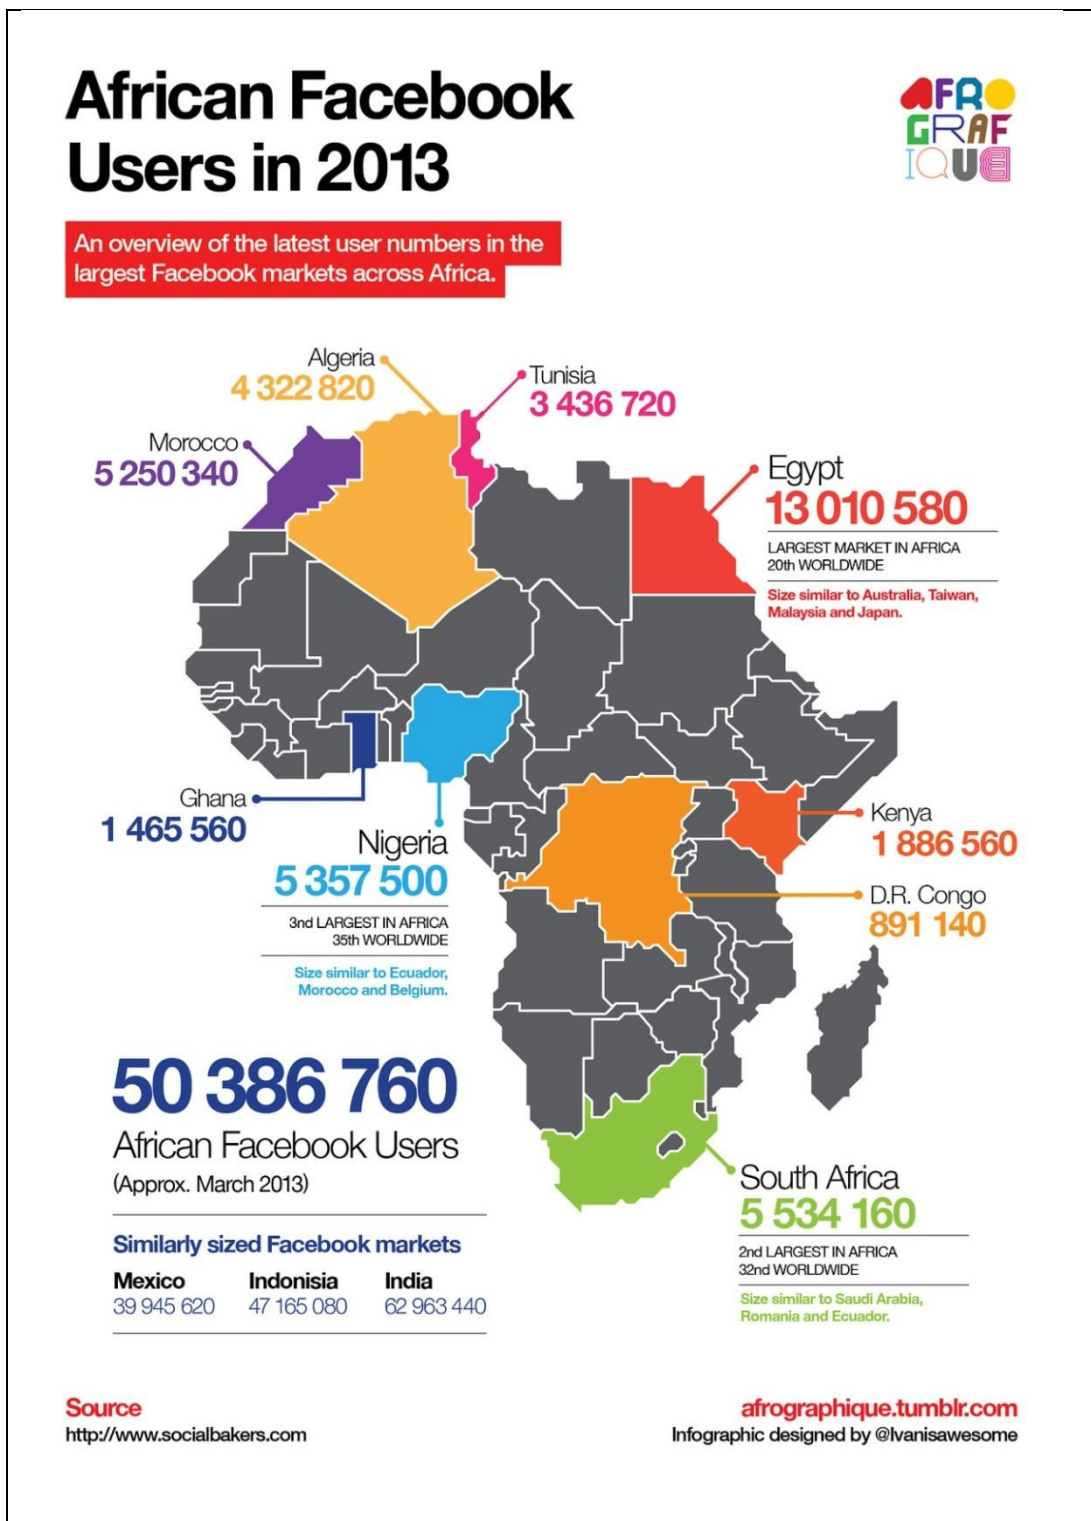 African Facebook
Users in 2013
AFRO
GRAF
IQUE
An overview of the latest user numbers in the
largest Facebook markets across Africa.
Algeria
4 322 820
Tunisia
3 436 720
Morocco
5 250 340
Egypt
13 010 580
LARGEST MARKET IN AFRICA
20th WORLDWIDE
Size similar to Australia, Taiwan,
Malaysia and Japan.
Ghana
1 465 560
Nigeria
5 357 500
3nd LARGEST IN AFRICA
35th WORLDWIDE
Size similar to Ecuador,
Morocco and Belgium.
Kenya
1 886 560
D.R. Congo
891 140
50 386 760
African Facebook Users
(Approx. March 2013)
Similarly sized Facebook markets
Mexico Indonisia India
39 945 620 47 165 080 62 963 440
South Africa
5 534 160
2nd LARGEST IN AFRICA
32nd WORLDWIDE
Size similar to Saudi Arabia,
Romania and Ecuador.
Source
http://www.socialbakers.com
afrographique.tumblr.com
Infographic designed by @Ivanisawesome